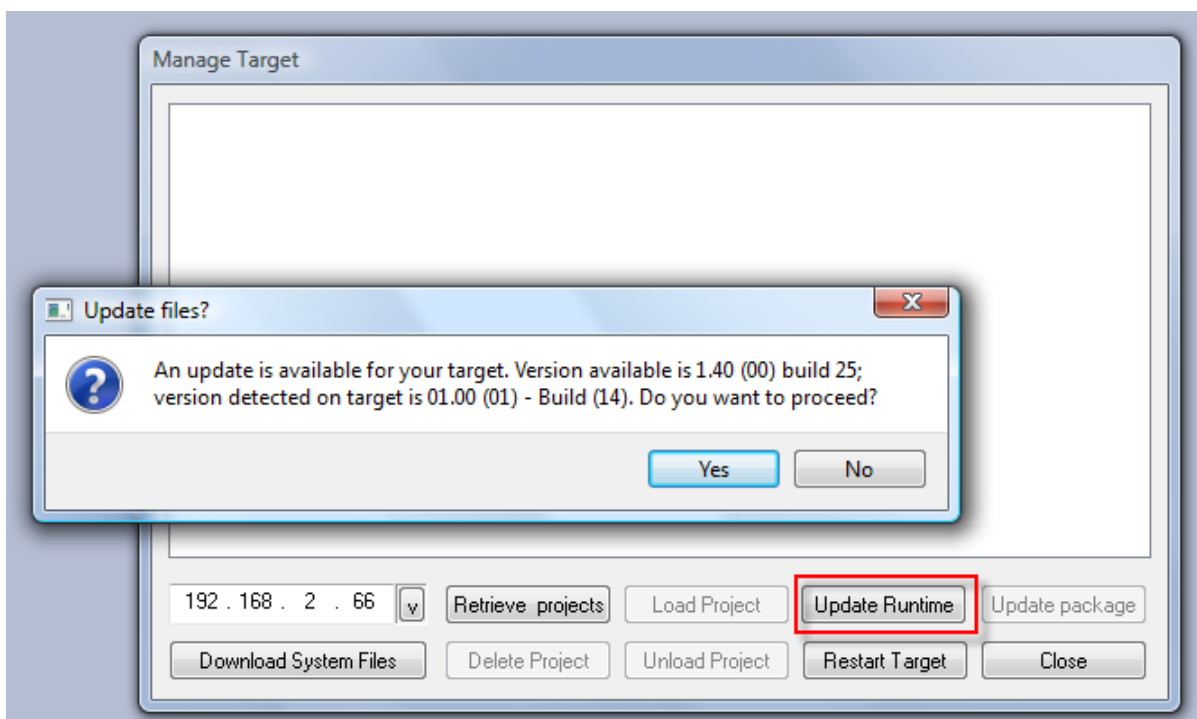 Manage Target
Update files?
X
An update is available for your target. Version available is 1.40 (00) build 25;
version detected on target is 01.00 (01) - Build (14). Do you want to proceed?
Yes No
192 . 168 . 2 . 66 v Retrieve projects Load Project Update Runtime Update package
Download System Files Delete Project Unload Project Restart Target Close